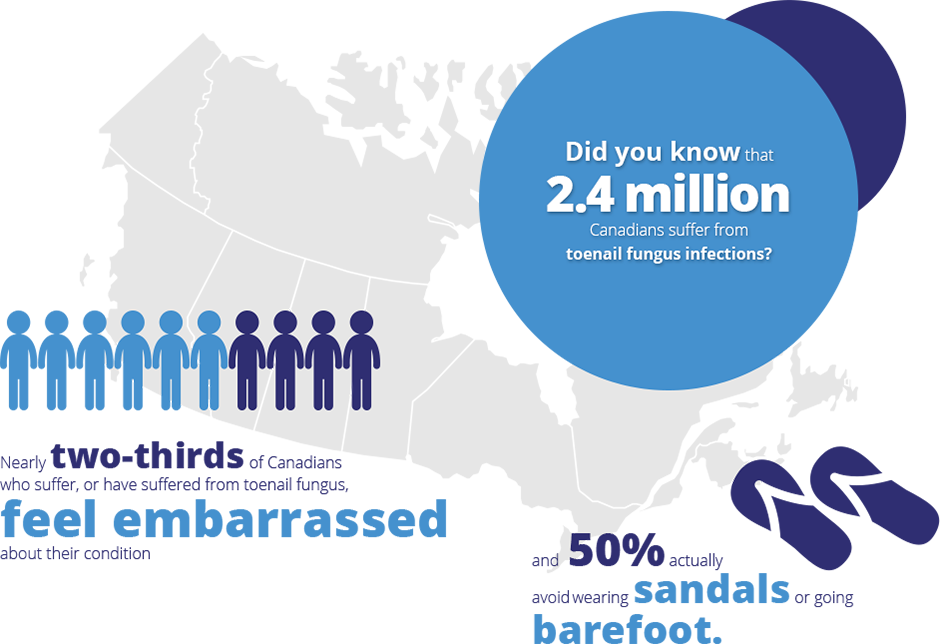 Did you know that
2.4 million
Canadians suffer from
toenail fungus infections?
Nearly two-thirds of Canadians
who suffer, or have suffered from toenail fungus,
feel embarrassed
about their condition
and 50% actually
avoid wearing sandals or going
barefoot.